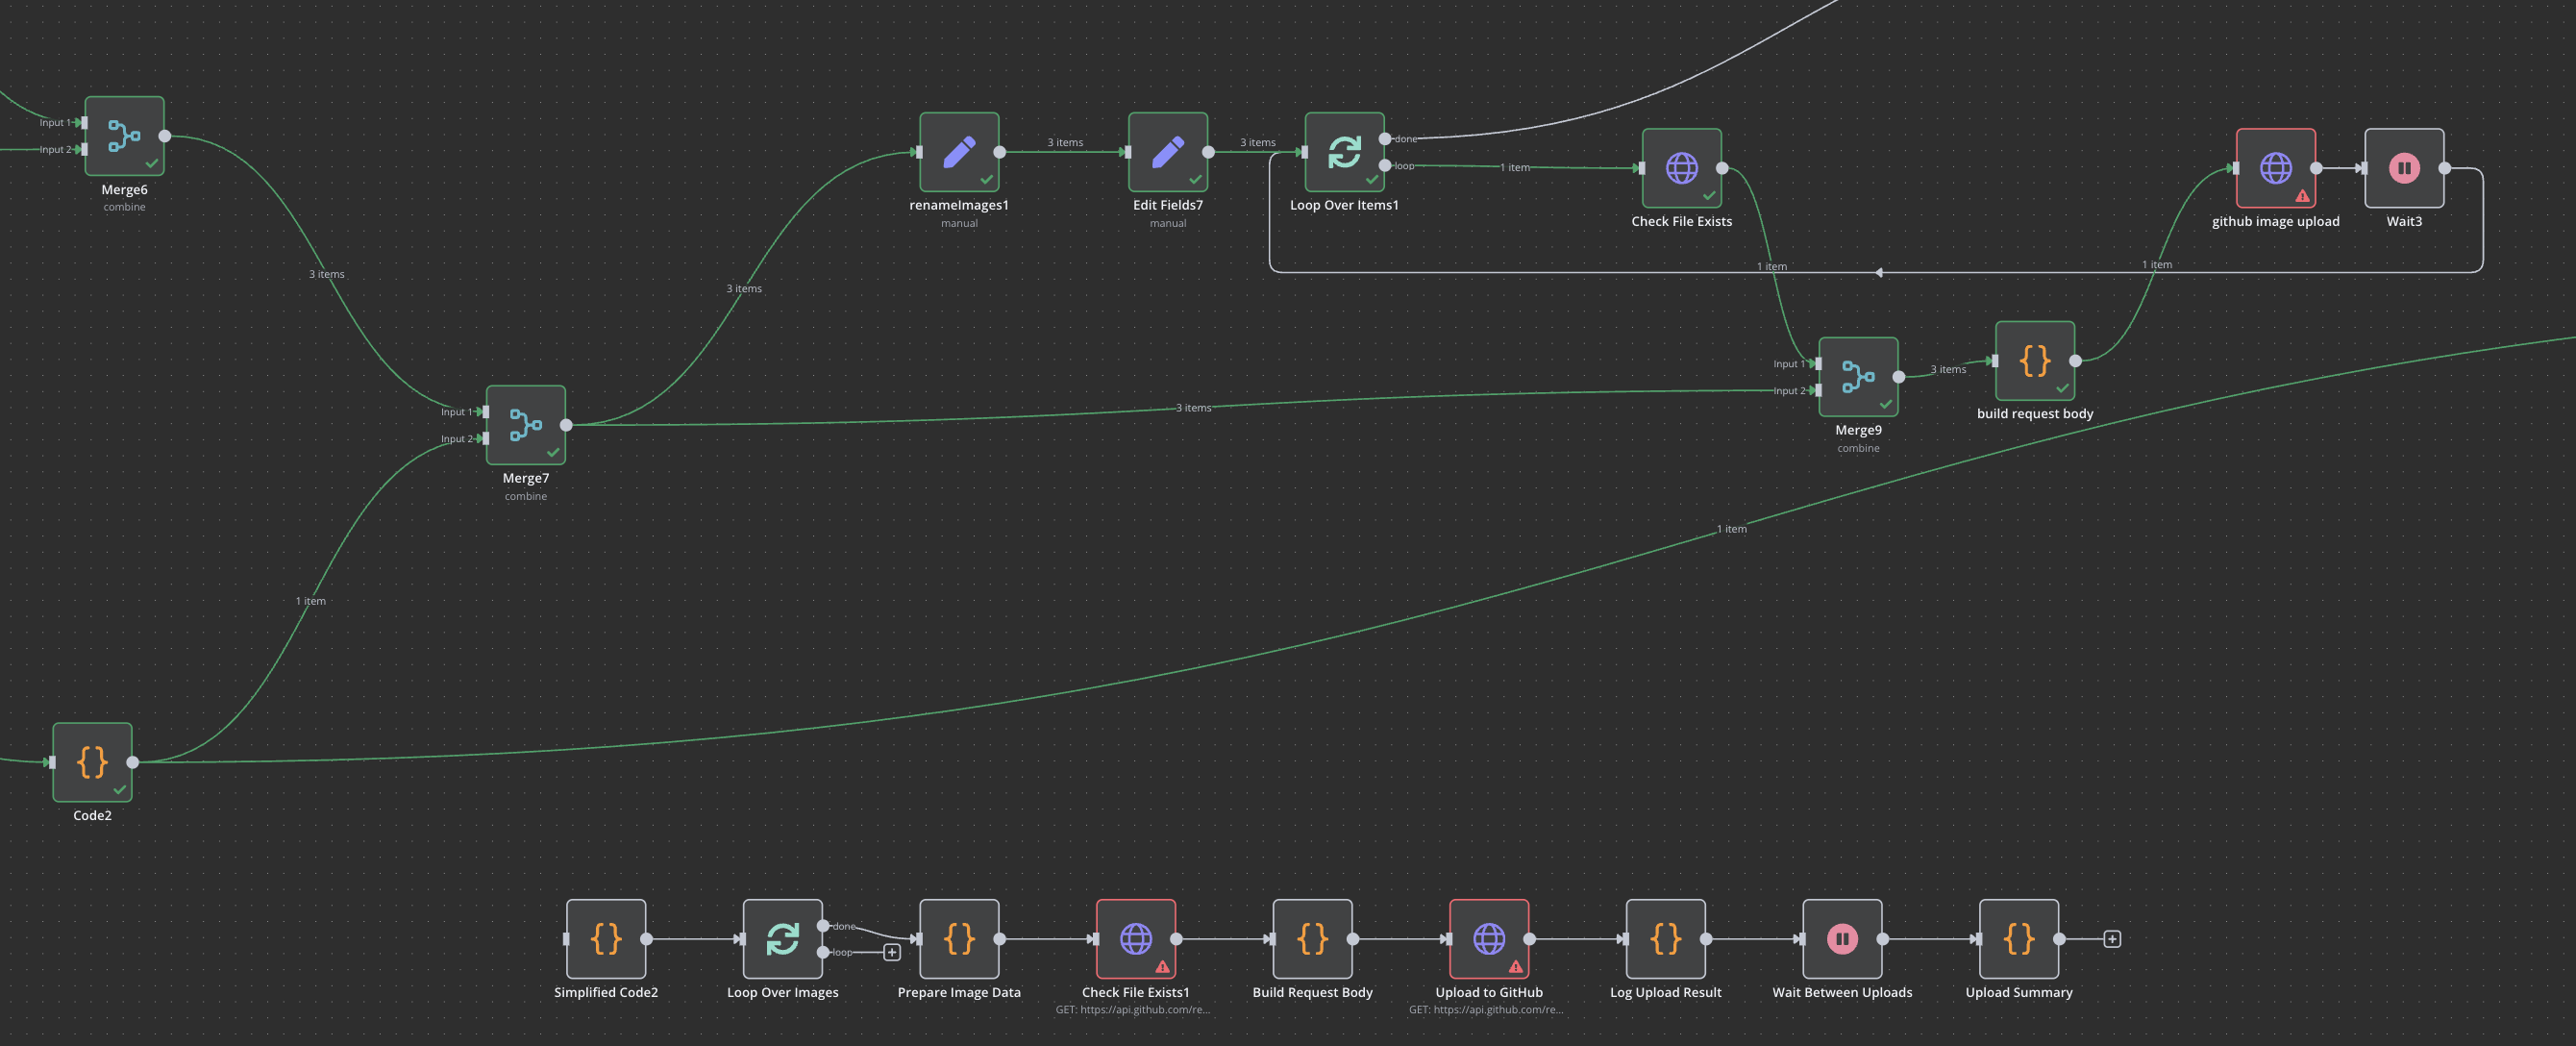 Input 1
Input 2
Merge6
combine
3 items
3 items
renameImages1
manual
3 items
Edit Fields7
manual
3 items
Loop Over Items1
done
loop
1 item
Check File Exists
1 item
github image upload
Wait3
1 item
Input 1
Input 2
Merge7
combine
3 items
Input 1
Input 2
Merge9
combine
3 items
{}
build request body
1 item
1 item
{}
Code2
{}
Simplified Code2
Loop Over Images
done
loop
{}
Prepare Image Data
Check File Exists1
GET: https://api.github.com/re...
{}
Build Request Body
Upload to GitHub
GET: https://api.github.com/re...
{}
Log Upload Result
Wait Between Uploads
{}
Upload Summary